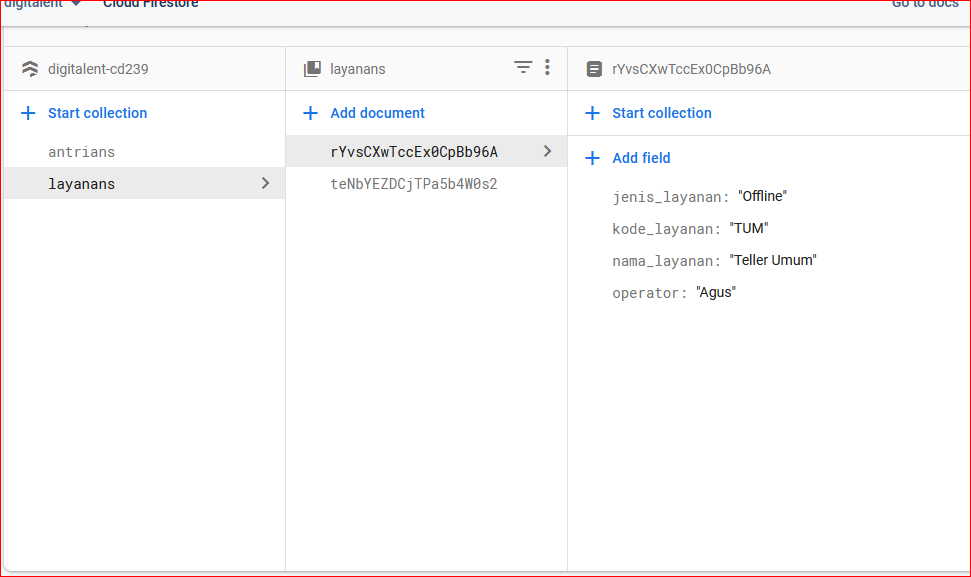 digitalent Cloud Firestore Go to docs
digitalent-cd239
layanans
rYvsCXwTccEx0CpBb96A
Start collection
Add document
Start collection
antrians
layanans
rYvsCXwTccEx0CpBb96A
teNbYEZDCjTPa5b4W0s2
Add field
jenis_layanan: "Offline"
kode_layanan: "TUM"
nama_layanan: "Teller Umum"
operator: "Agus"